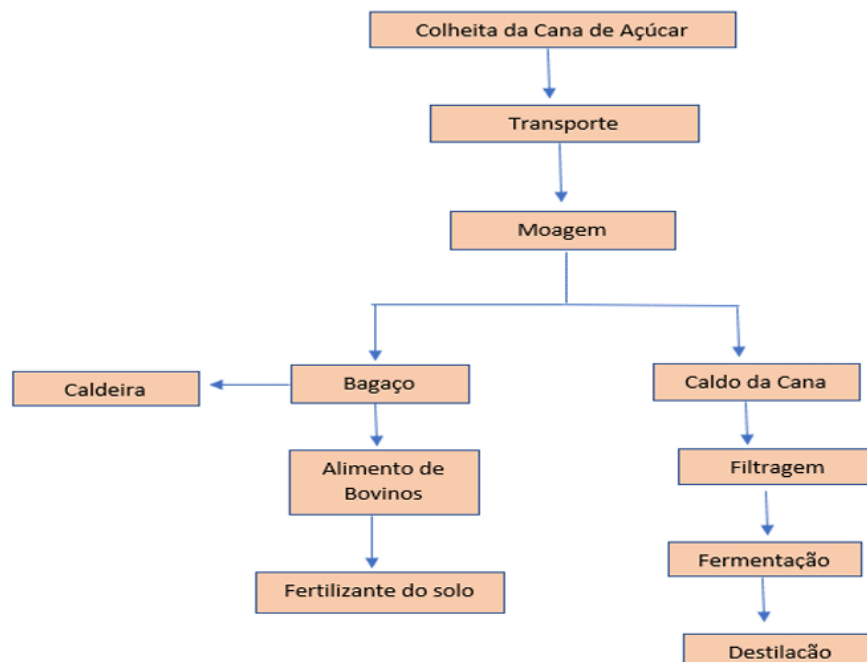 Colheita da Cana de Açúcar
Transporte
Moagem
Bagaço
Caldo da Cana
Caldeira
Alimento de
Bovinos
Filtragem
Fermentação
Fertilizante do solo
Destilação